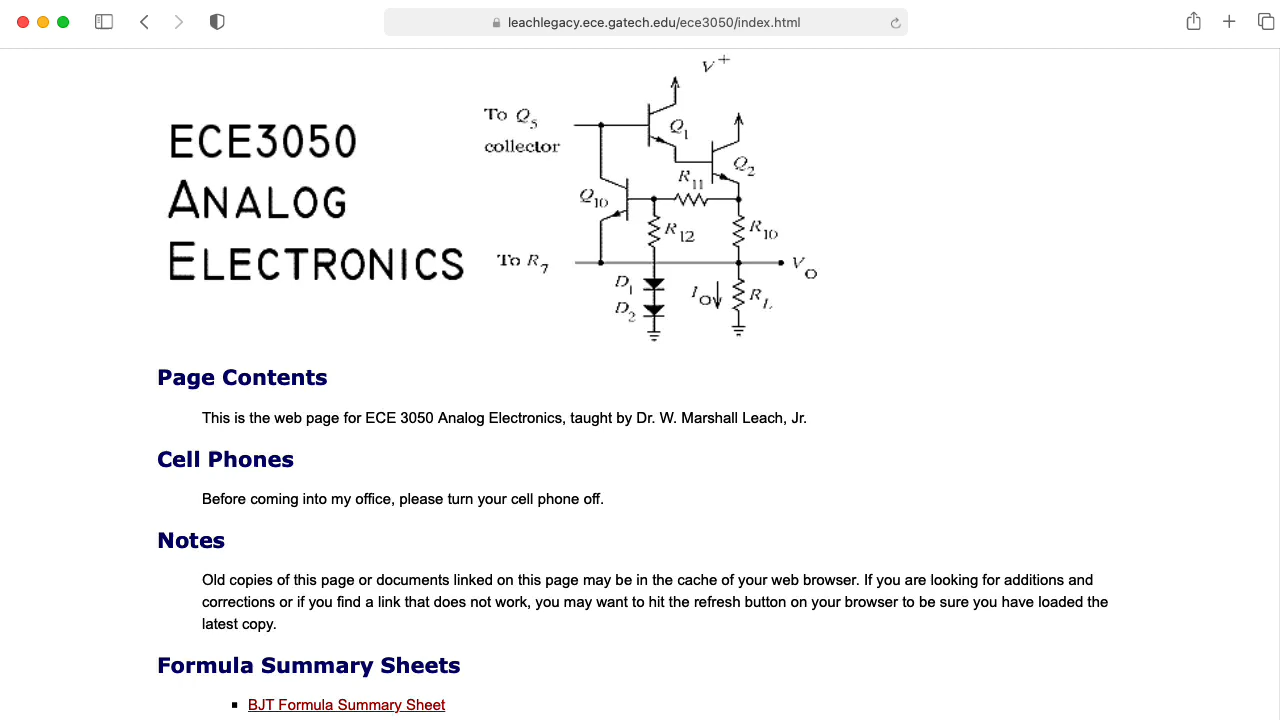 leachlegacy.ece.gatech.edu/ece3050/index.html
ECE3050
ANALOG
ELECTRONICS
V+
To Q5
collector
Q1
Q2
R11
Q10
R12
R10
To R7
VO
D1
IO
RL
D2
Page Contents
This is the web page for ECE 3050 Analog Electronics, taught by Dr. W. Marshall Leach, Jr.
Cell Phones
Before coming into my office, please turn your cell phone off.
Notes
Old copies of this page or documents linked on this page may be in the cache of your web browser. If you are looking for additions and
corrections or if you find a link that does not work, you may want to hit the refresh button on your browser to be sure you have loaded the
latest copy.
Formula Summary Sheets
BJT Formula Summary Sheet